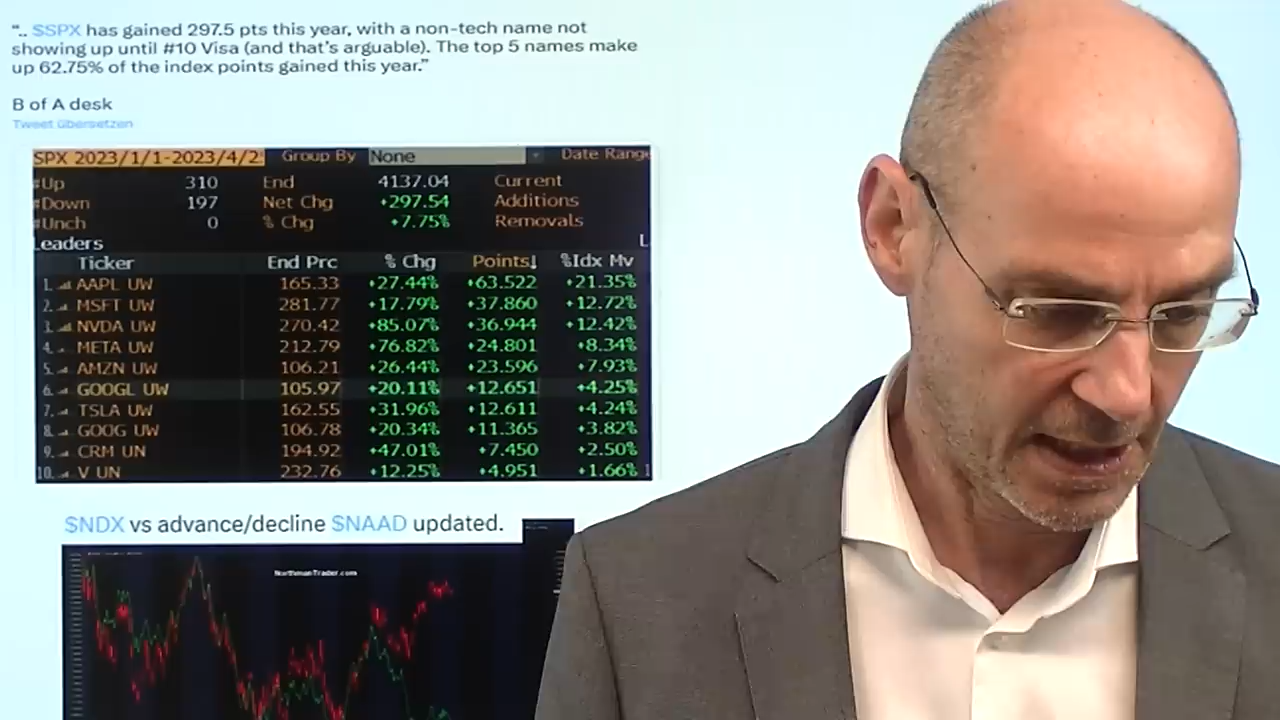 “.. $SPX has gained 297.5 pts this year, with a non-tech name not
showing up until #10 Visa (and that’s arguable). The top 5 names make
up 62.75% of the index points gained this year.”
B of A desk
Tweet übersetzen
SPX 2023/1/1-2023/4/2 Group By None Date Rang
#Up 310 End 4137.04 Current
#Down 197 Net Chg +297.54 Additions
#Unch 0 % Chg +7.75% Removals
Leaders L
Ticker End Prc % Chg Points↓ %Idx Mv
1. AAPL UW 165.33 +27.44% +63.522 +21.35%
2. MSFT UW 281.77 +17.79% +37.860 +12.72%
3. NVDA UW 270.42 +85.07% +36.944 +12.42%
4. META UW 212.79 +76.82% +24.801 +8.34%
5. AMZN UW 106.21 +26.44% +23.596 +7.93%
6. GOOGL UW 105.97 +20.11% +12.651 +4.25%
7. TSLA UW 162.55 +31.96% +12.611 +4.24%
8. GOOG UW 106.78 +20.34% +11.365 +3.82%
9. CRM UN 194.92 +47.01% +7.450 +2.50%
10. V UN 232.76 +12.25% +4.951 +1.66%
$NDX vs advance/decline $NAAD updated.
NorthmanTrader.com